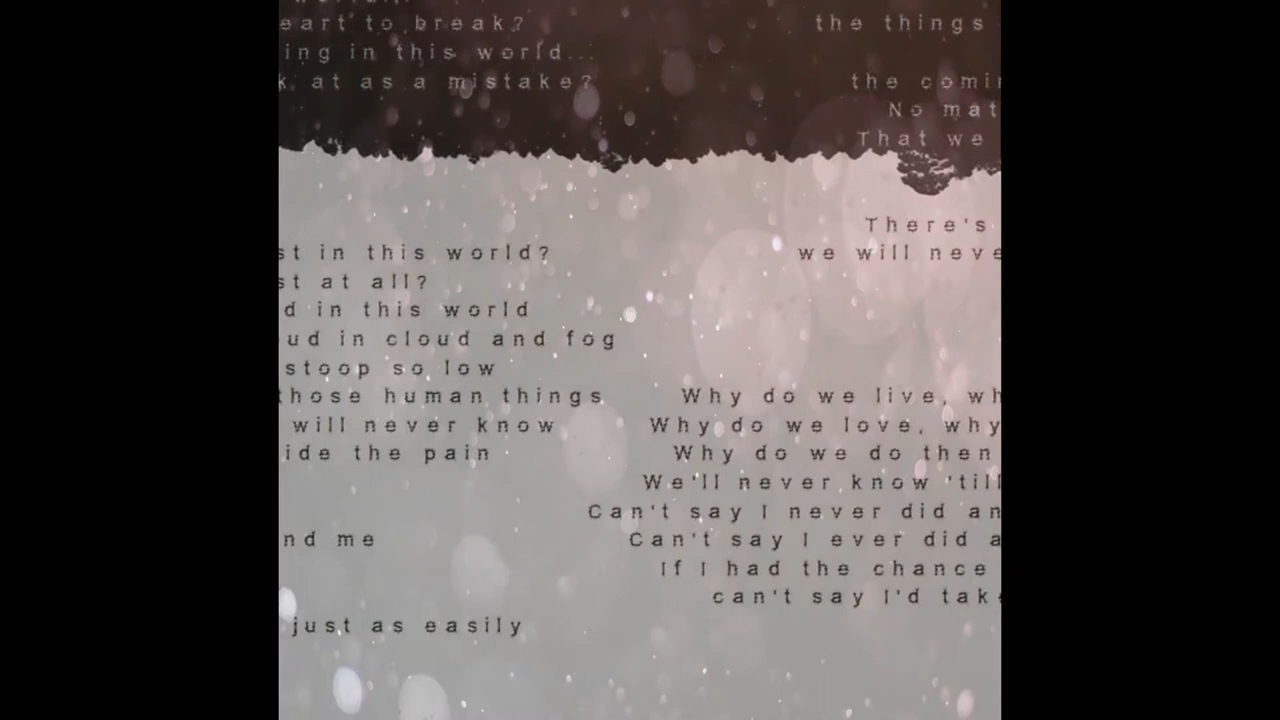 eart to break?
ing in this world...
k at as a mistake?
st in this world?
st at all?
d in this world
ud in cloud and fog
stoop so low
those human things
will never know
ide the pain
nd me
just as easily
the things
the comin
No mat
That we
There's
we will neve
Why do we live, wh
Why do we love, why
Why do we do then
We'll never know 'till
Can't say I never did an
Can't say I ever did a
If I had the chance
can't say I'd take